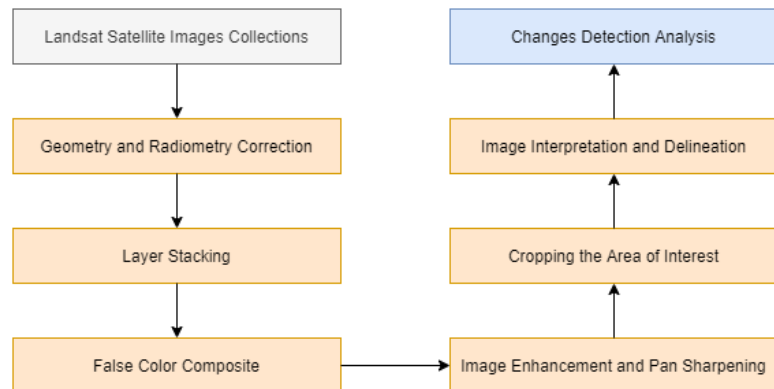 Landsat Satellite Images Collections
Geometry and Radiometry Correction
Layer Stacking
False Color Composite
Image Enhancement and Pan Sharpening
Cropping the Area of Interest
Image Interpretation and Delineation
Changes Detection Analysis